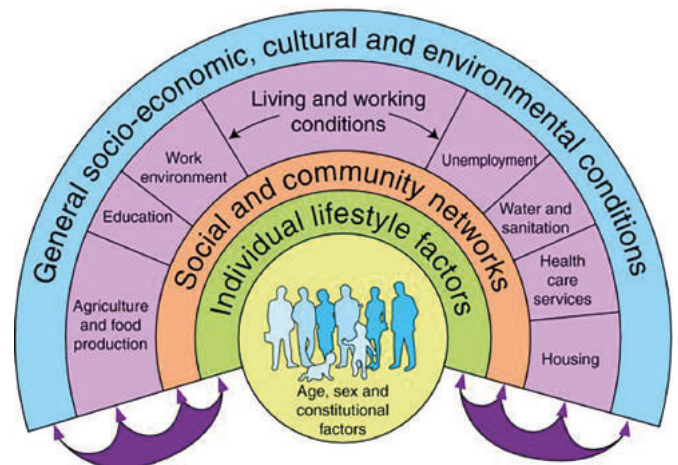 General socio-economic, cultural and environmental conditions
Living and working
conditions
Work
environment
Education
Agriculture
and food
production
Unemployment
Water and
sanitation
Health
care
services
Housing
Social and community networks
Individual lifestyle factors
Age, sex and
constitutional
factors